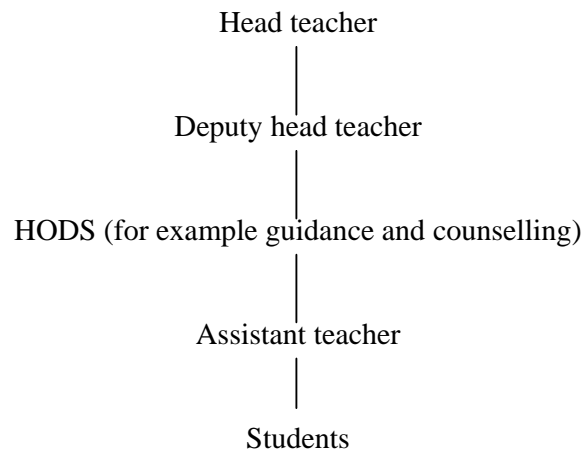 Head teacher
Deputy head teacher
HODS (for example guidance and counselling)
Assistant teacher
Students